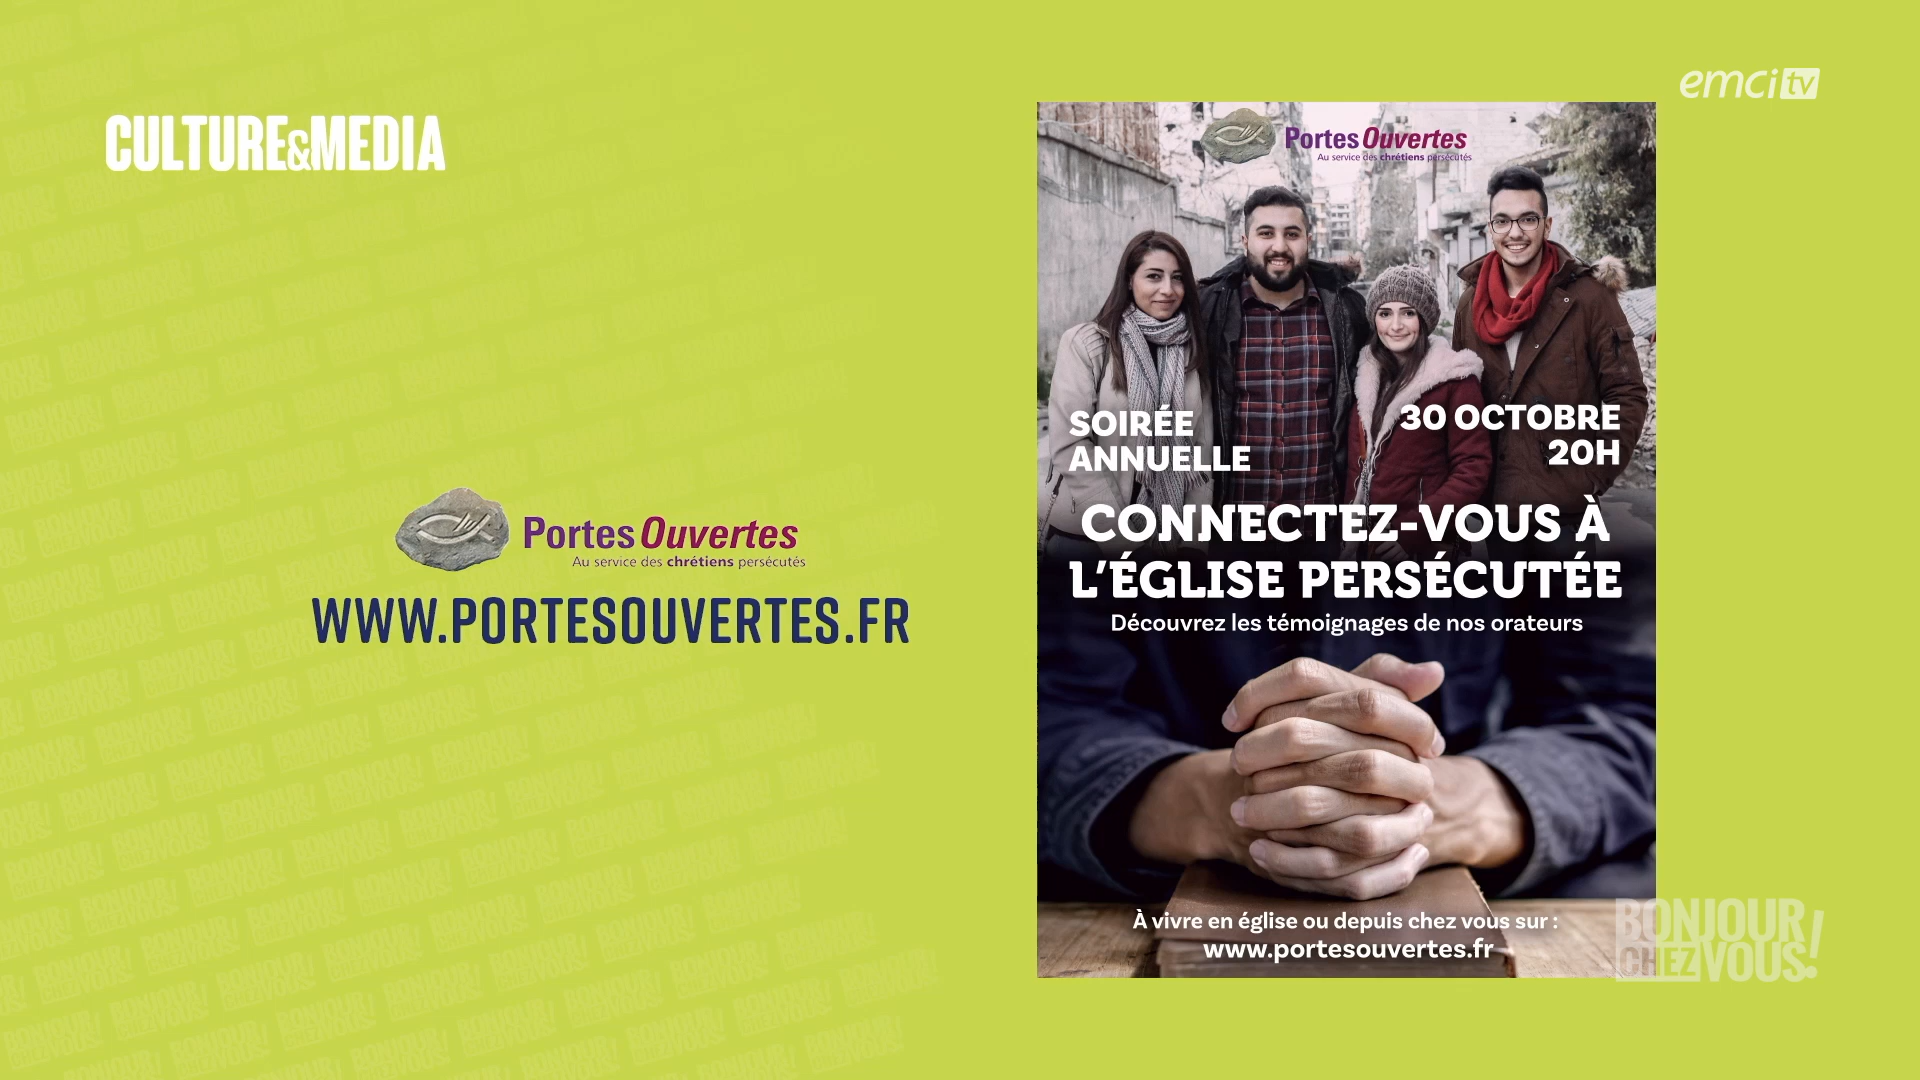 CULTURE&MEDIA
emci tv
Portes Ouvertes
Au service des chrétiens persécutés
WWW.PORTESOUVERTES.FR
Portes Ouvertes
Au service des chrétiens persécutés
SOIRÉE
ANNUELLE
30 OCTOBRE
20H
CONNECTEZ-VOUS À
L'ÉGLISE PERSÉCUTÉE
Découvrez les témoignages de nos orateurs
À vivre en église ou depuis chez vous sur :
www.portesouvertes.fr
BONJOUR
CHEZ VOUS!